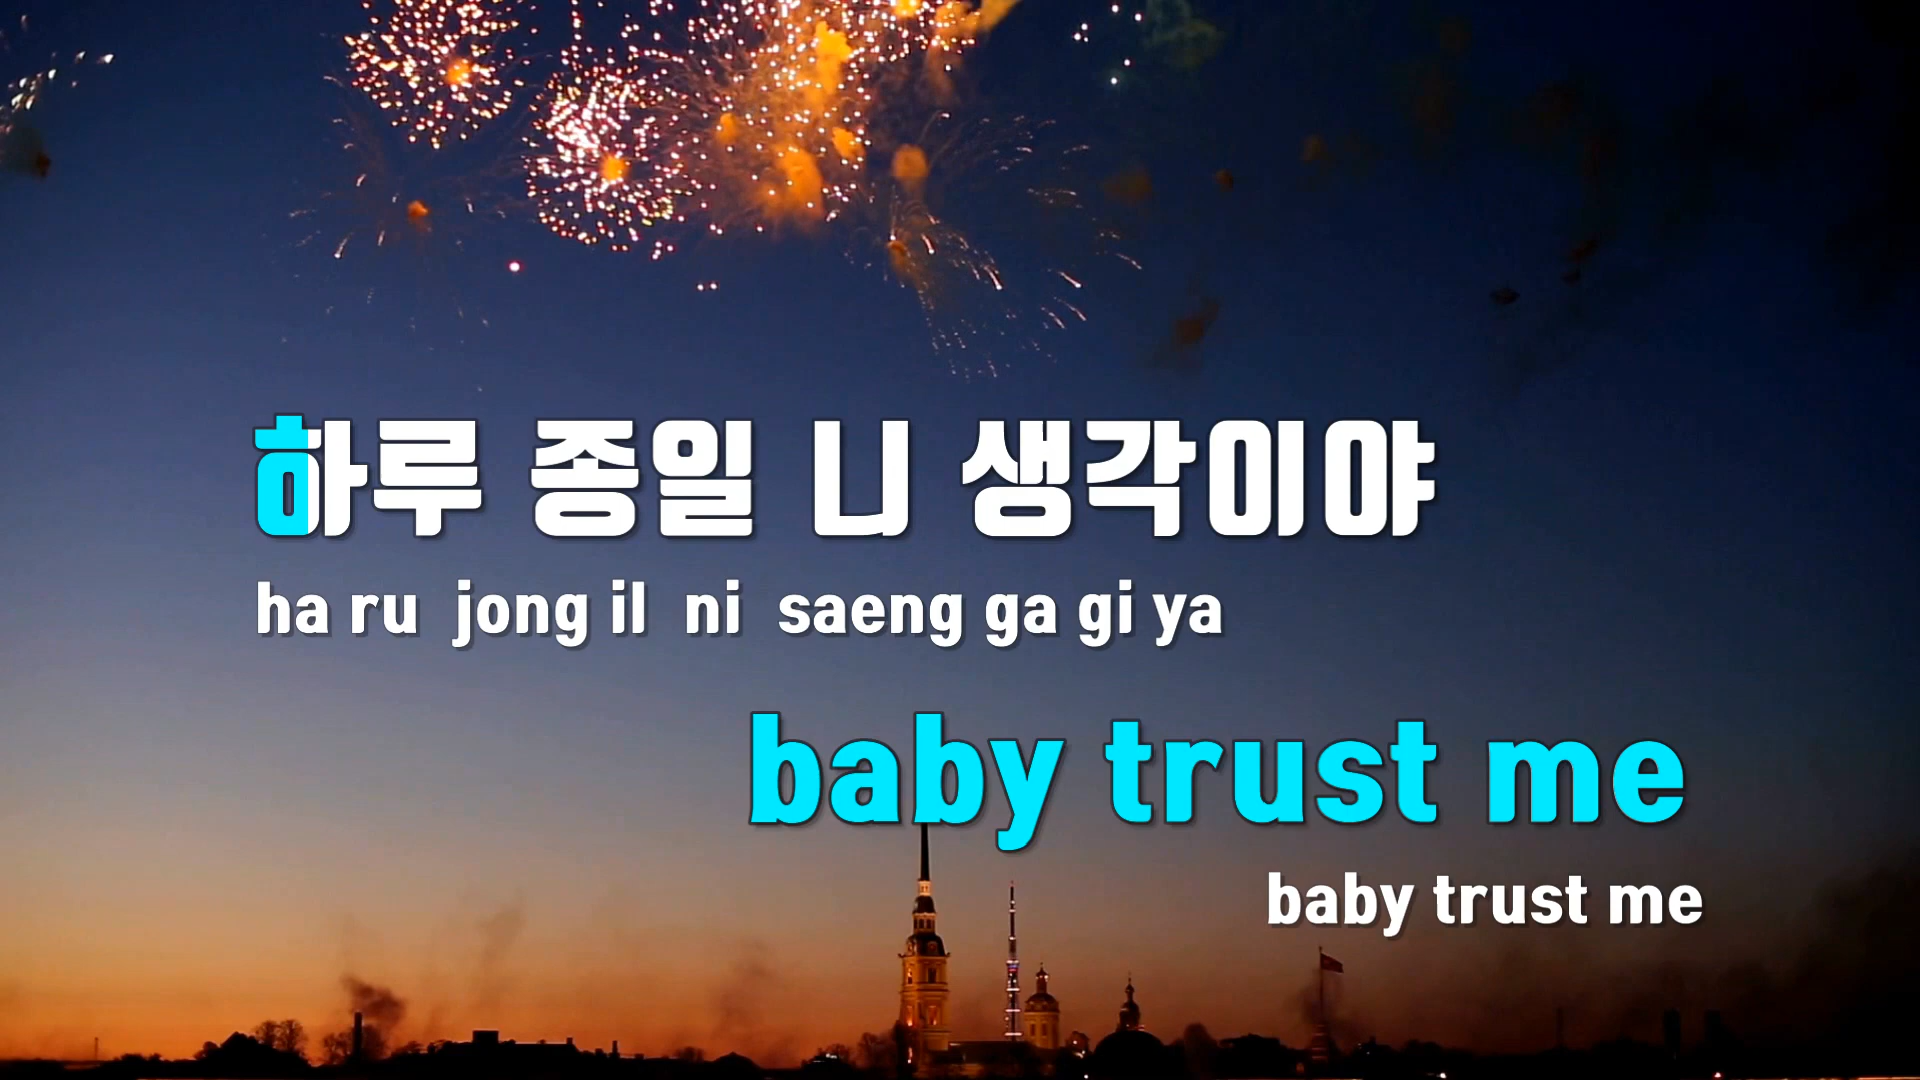 하루 종일 니 생각이야
ha ru jong il ni saeng ga gi ya
baby trust me
baby trust me